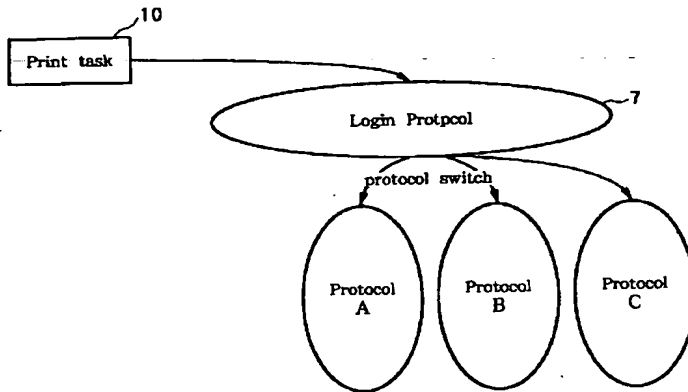 10
Print task
7
Login Protpcol
protocol switch
Protocol
A
Protocol
B
Protocol
C